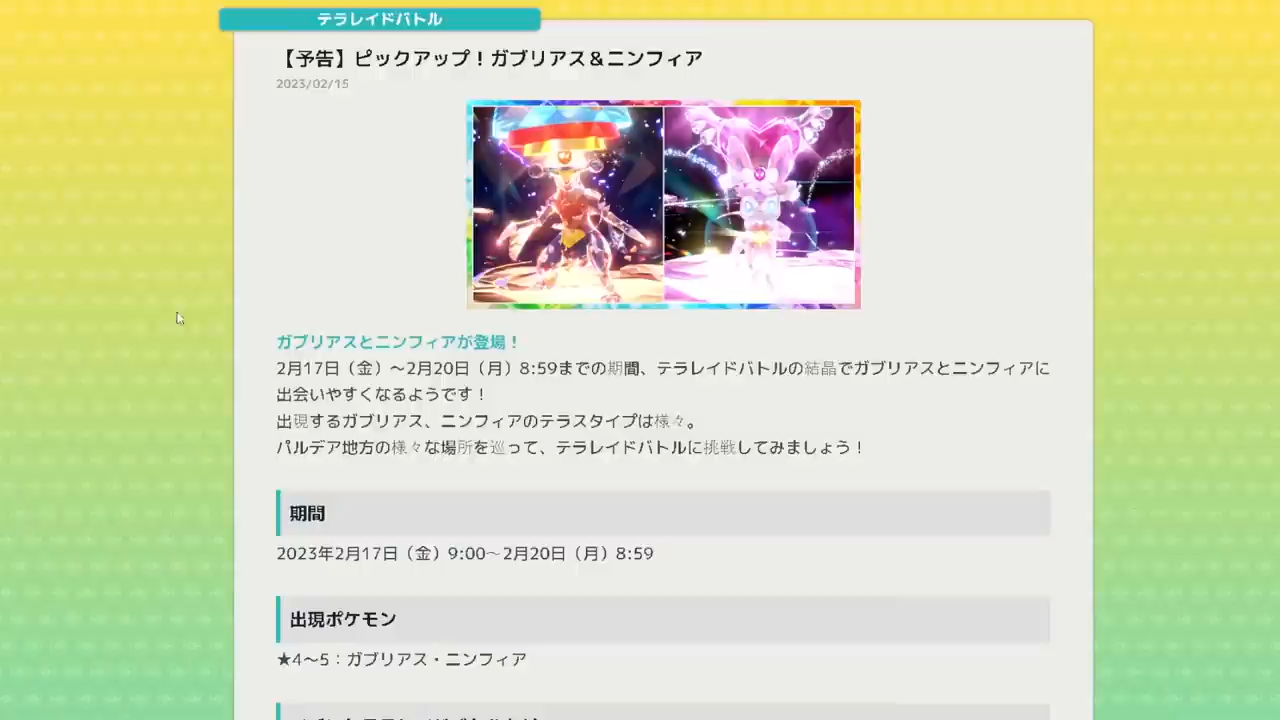 テラレイドバトル
【予告】ピックアップ！ガブリアス＆ニンフィア
2023/02/15
ガブリアスとニンフィアが登場！
2月17日（金）～2月20日（月）8:59までの期間、テラレイドバトルの結晶でガブリアスとニンフィアに
出会いやすくなるようです！
出現するガブリアス、ニンフィアのテラスタイプは様々。
パルデア地方の様々な場所を巡って、テラレイドバトルに挑戦してみましょう！
期間
2023年2月17日（金）9:00～2月20日（月）8:59
出現ポケモン
★4～5：ガブリアス・ニンフィア